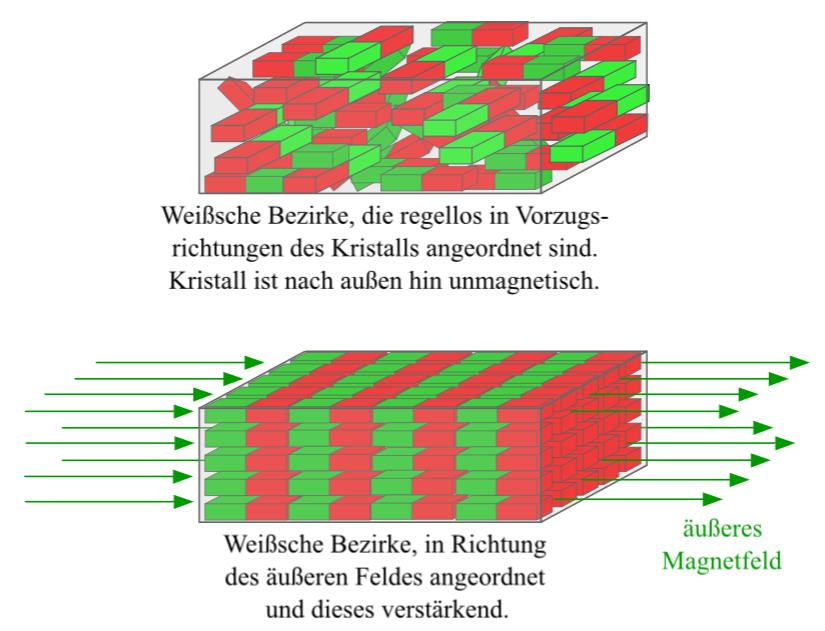 Weißsche Bezirke, die regellos in Vorzugs-
richtungen des Kristalls angeordnet sind.
Kristall ist nach außen hin unmagnetisch.
äußeres
Magnetfeld
Weißsche Bezirke, in Richtung
des äußeren Feldes angeordnet
und dieses verstärkend.